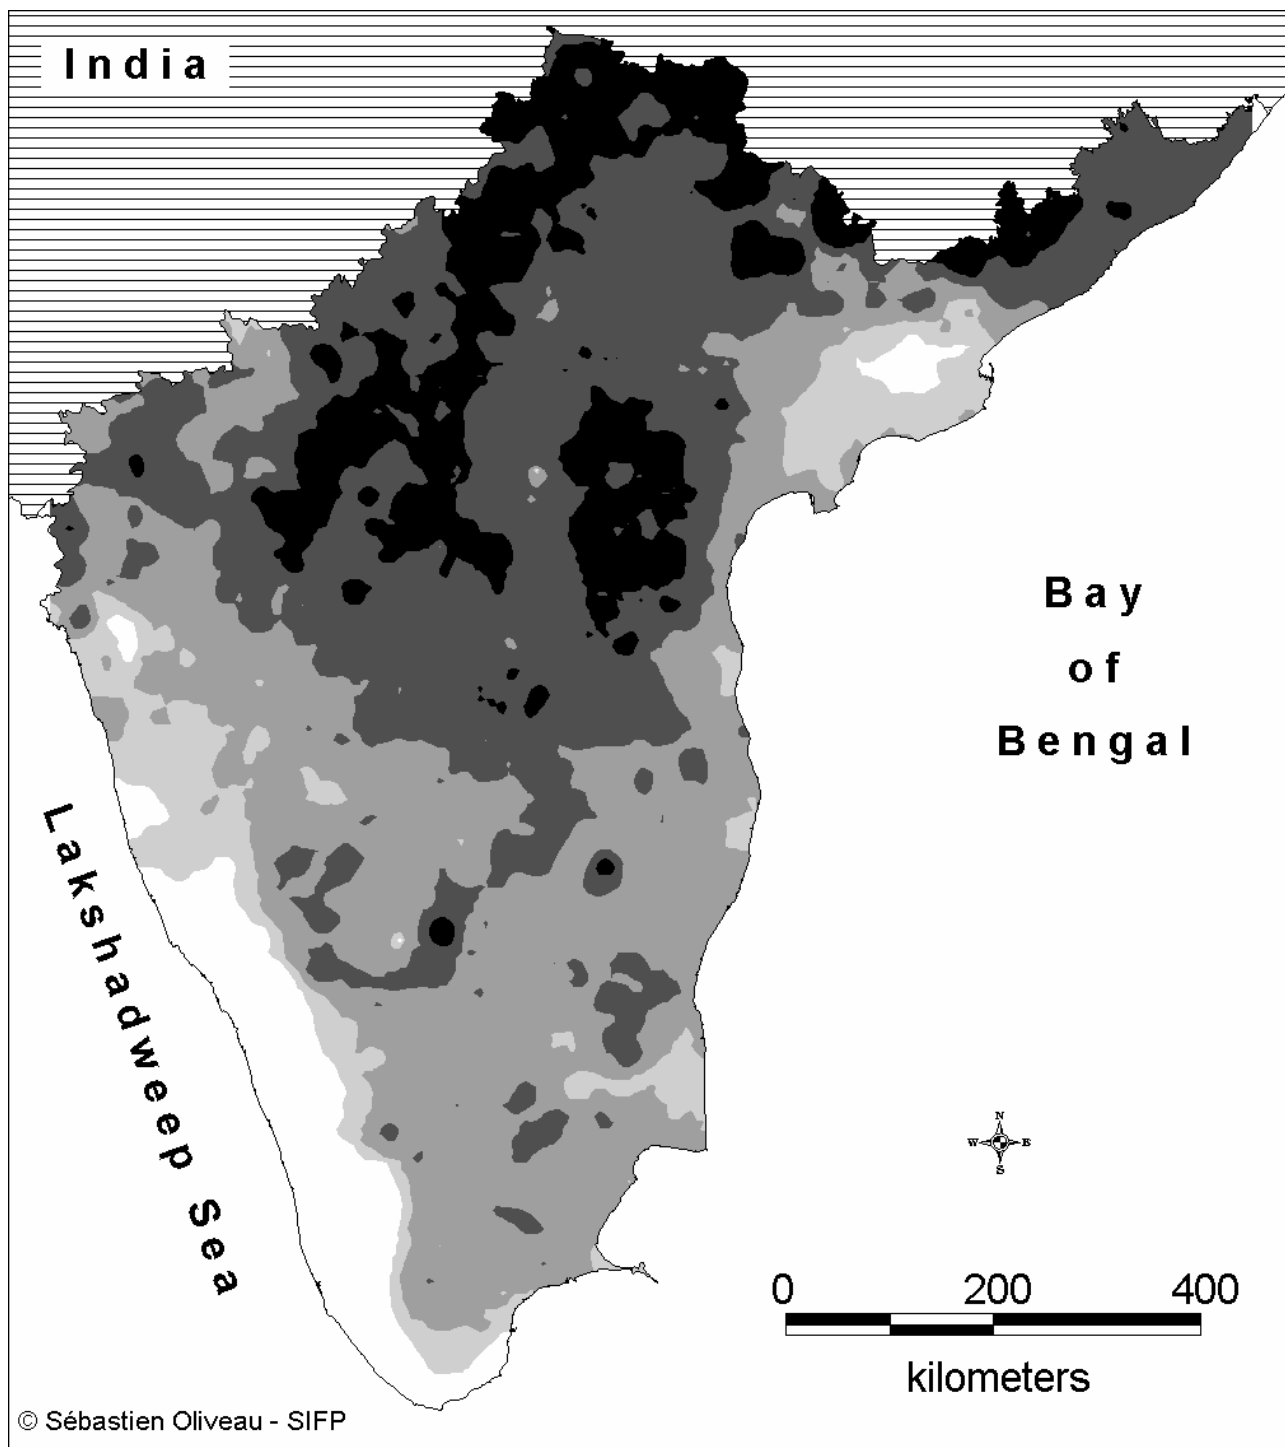 India
Bay
of
Bengal
Lakshadweep Sea
N
W E
S
0 200 400
kilometers
© Sébastien Oliveau - SIFP